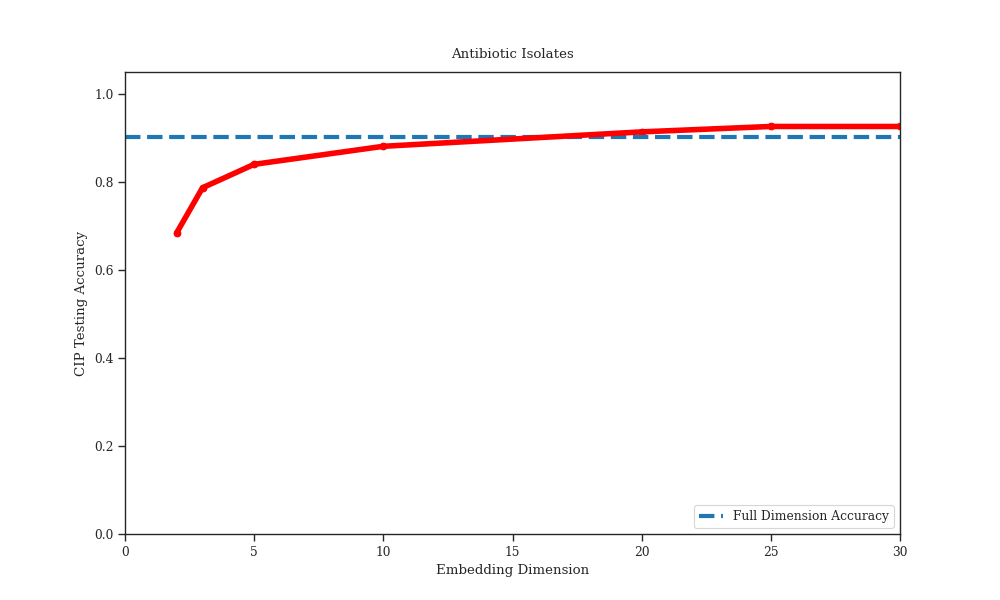 Antibiotic Isolates
1.0
0.8
0.6
0.4
0.2
0.0
CIP Testing Accuracy
Full Dimension Accuracy
0 5 10 15 20 25 30
Embedding Dimension